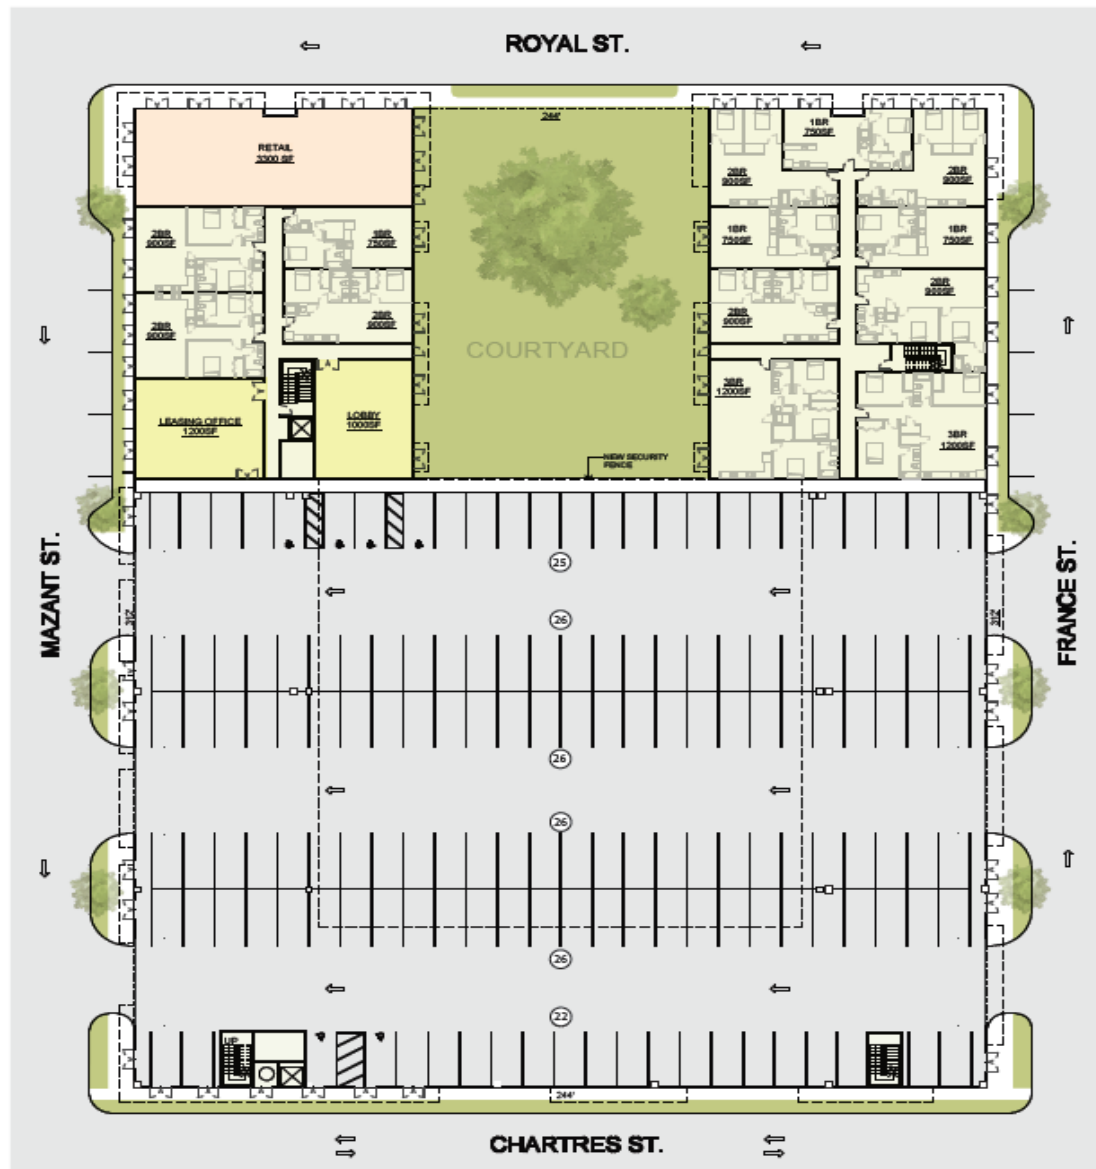 ROYAL ST.
244'
RETAIL
3300 SF
1BR
750SF
2BR
900SF
2BR
900SF
2BR
900SF
1BR
750SF
1BR
750SF
1BR
750SF
2BR
900SF
2BR
900SF
2BR
900SF
2BR
900SF
COURTYARD
3BR
1200SF
LEASING OFFICE
1200SF
LOBBY
1000SF
3BR
1200SF
NEW SECURITY
FENCE
MAZANT ST.
FRANCE ST.
25
26
312'
312'
26
26
26
22
UP
244'
CHARTRES ST.